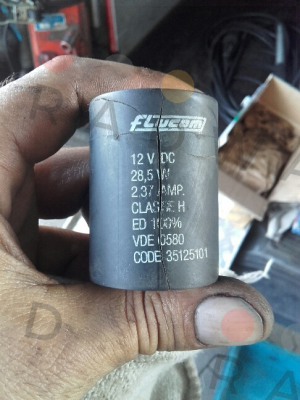 FLUCOM
12 V DC
28,5 W
2.37 AMP.
CLASSE H
ED 100%
VDE 0580
CODE 35125101